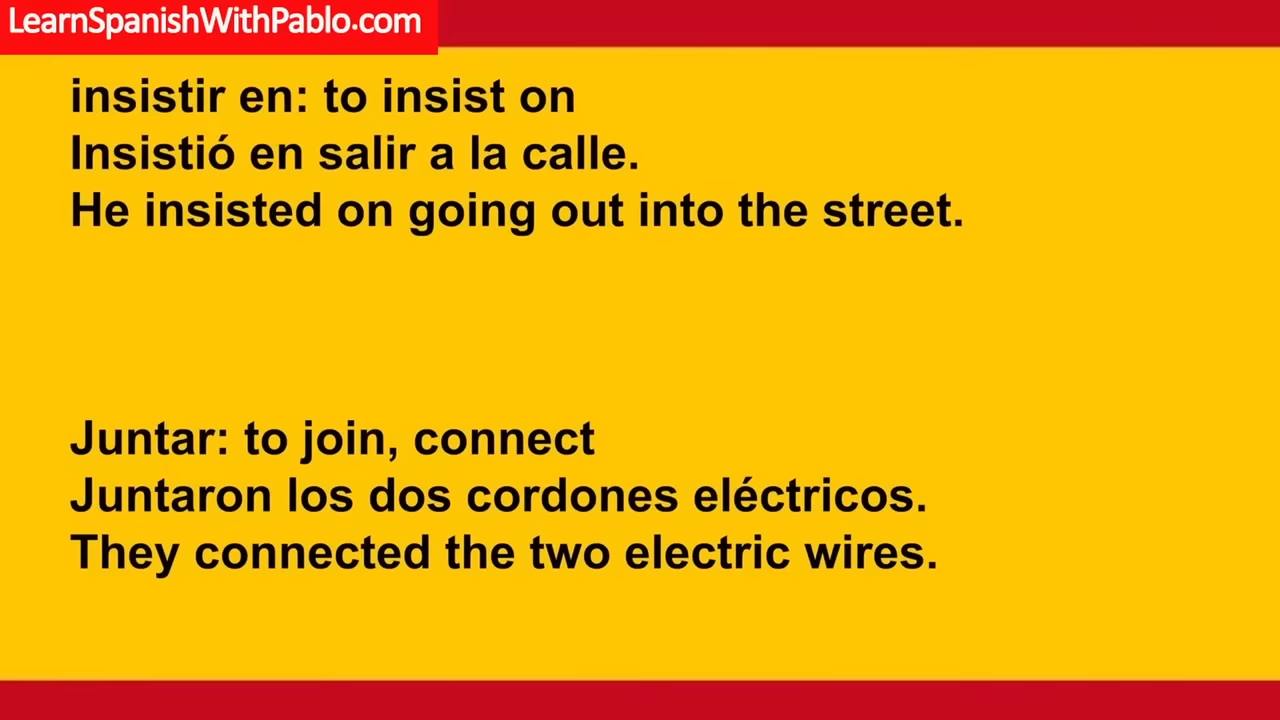 LearnSpanishWithPablo.com
insistir en: to insist on
Insistió en salir a la calle.
He insisted on going out into the street.
Juntar: to join, connect
Juntaron los dos cordones eléctricos.
They connected the two electric wires.